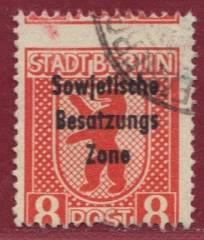 STADT BERLIN
Sowjetische
Besatzungs
Zone
8 POST 8